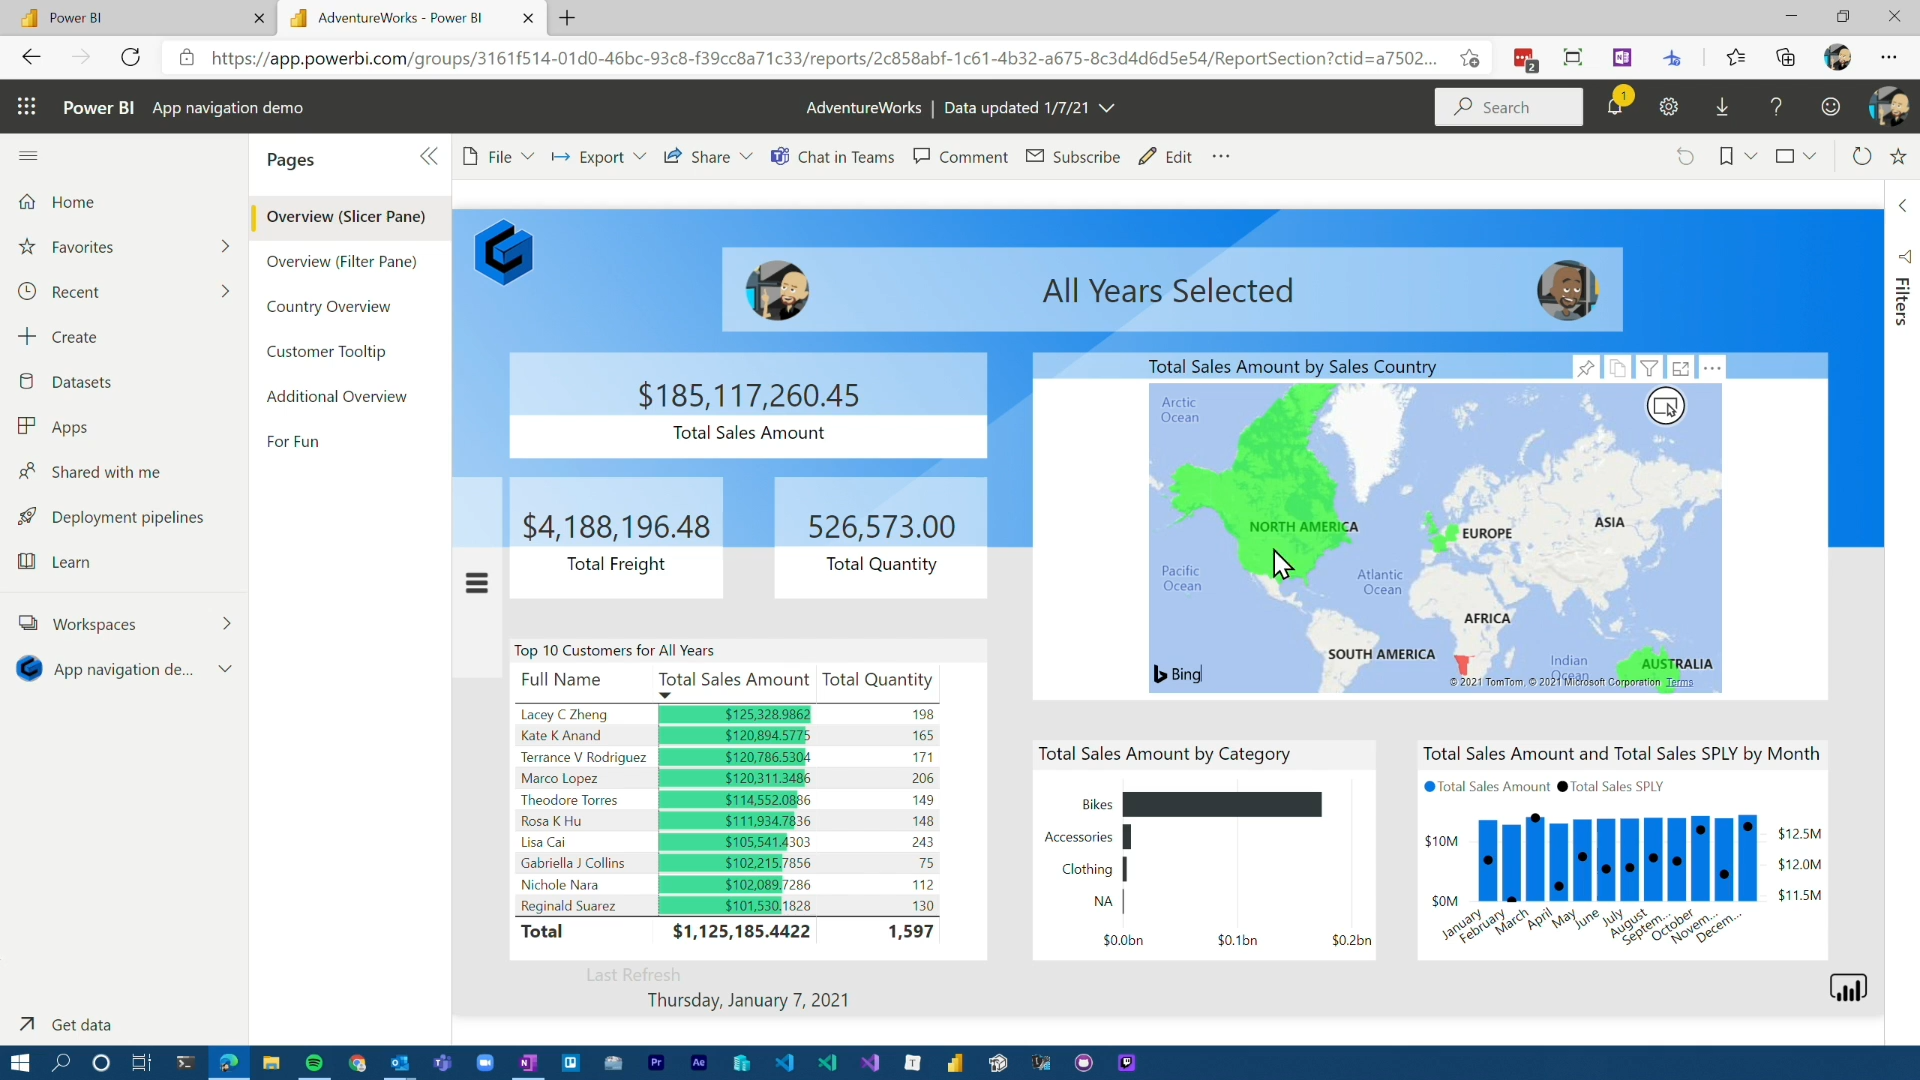 Power BI
AdventureWorks - Power BI
https://app.powerbi.com/groups/3161f514-01d0-46bc-93c8-f39cc8a71c33/reports/2c858abf-1c61-4b32-a675-8c3d4d6d5e54/ReportSection?ctid=a7502...
2
Power BI App navigation demo
AdventureWorks | Data updated 1/7/21
Search
1
Pages
File
Export
Share
Chat in Teams
Comment
Subscribe
Edit
Home
Favorites
Recent
Create
Datasets
Apps
Shared with me
Deployment pipelines
Learn
Workspaces
App navigation de...
Get data
Overview (Slicer Pane)
Overview (Filter Pane)
Country Overview
Customer Tooltip
Additional Overview
For Fun
Filters
All Years Selected
$185,117,260.45
Total Sales Amount
$4,188,196.48
Total Freight
526,573.00
Total Quantity
Total Sales Amount by Sales Country
Arctic
Ocean
NORTH AMERICA
EUROPE
ASIA
Pacific
Ocean
Atlantic
Ocean
AFRICA
SOUTH AMERICA
Indian
Ocean
AUSTRALIA
Bing
© 2021 TomTom, © 2021 Microsoft Corporation Terms
Top 10 Customers for All Years
Full Name Total Sales Amount Total Quantity
Lacey C Zheng $125,328.9862 198
Kate K Anand $120,894.5775 165
Terrance V Rodriguez $120,786.5304 171
Marco Lopez $120,311.3486 206
Theodore Torres $114,552.0886 149
Rosa K Hu $111,934.7836 148
Lisa Cai $105,541.4303 243
Gabriella J Collins $102,215.7856 75
Nichole Nara $102,089.7286 112
Reginald Suarez $101,530.1828 130
Total $1,125,185.4422 1,597
Last Refresh
Thursday, January 7, 2021
Total Sales Amount by Category
Bikes
Accessories
Clothing
NA
$0.0bn $0.1bn $0.2bn
Total Sales Amount and Total Sales SPLY by Month
Total Sales Amount Total Sales SPLY
$10M
$0M
$12.5M
$12.0M
$11.5M
January
February
March
April
May
June
July
August
Septem...
October
Novem...
Decem...
Pr
Ae